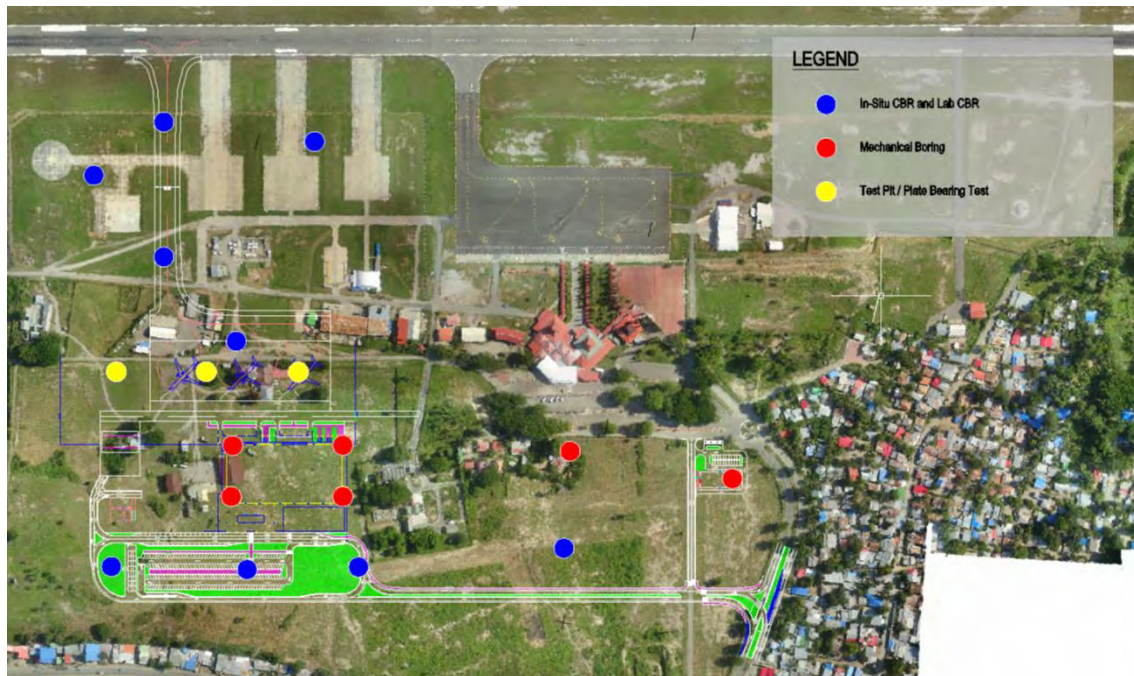 LEGEND
In-Situ CBR and Lab CBR
Mechanical Boring
Test Pit / Plate Bearing Test